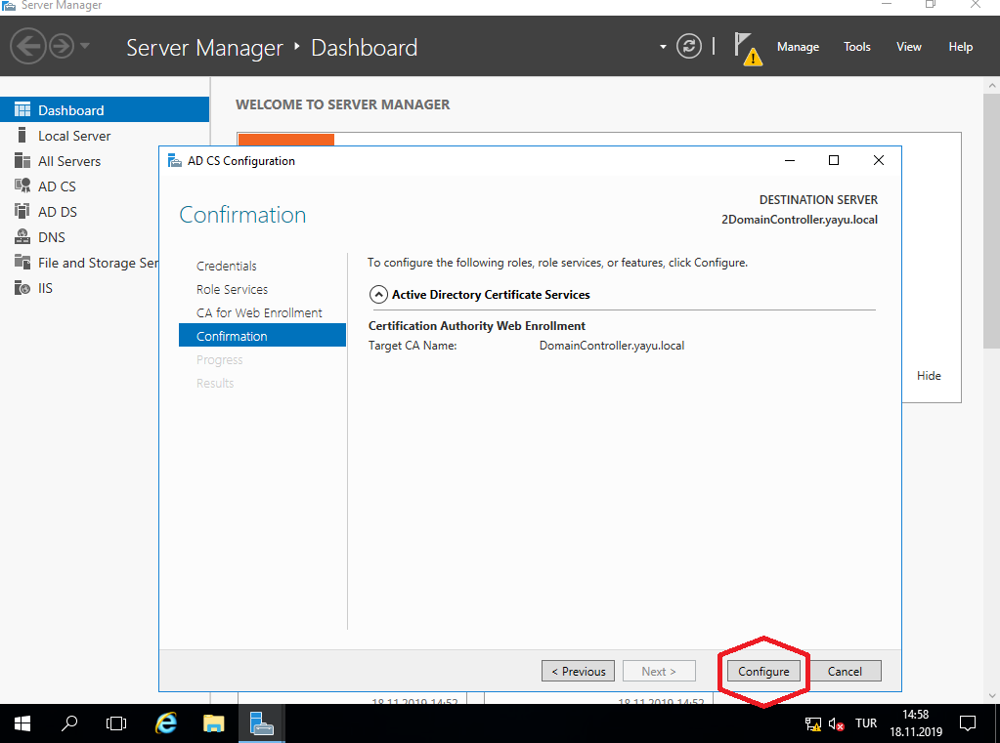 Server Manager
Server Manager ‣ Dashboard
Manage Tools View Help
WELCOME TO SERVER MANAGER
Dashboard
Local Server
All Servers
AD CS
AD DS
DNS
File and Storage Ser
IIS
AD CS Configuration
Confirmation
DESTINATION SERVER
2DomainController.yayu.local
Credentials
Role Services
CA for Web Enrollment
Confirmation
Progress
Results
To configure the following roles, role services, or features, click Configure.
Active Directory Certificate Services
Certification Authority Web Enrollment
Target CA Name: DomainController.yayu.local
Hide
< Previous Next > Configure Cancel
18.11.2019 14:52 18.11.2019 14:52
TUR
14:58
18.11.2019